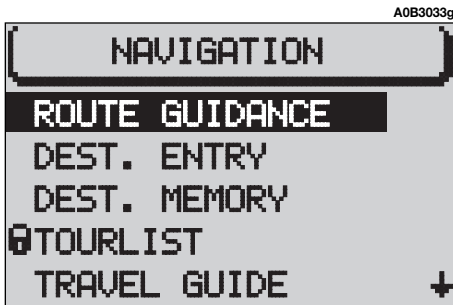 A0B3033g
NAVIGATION
ROUTE GUIDANCE
DEST. ENTRY
DEST. MEMORY
TOURLIST
TRAVEL GUIDE